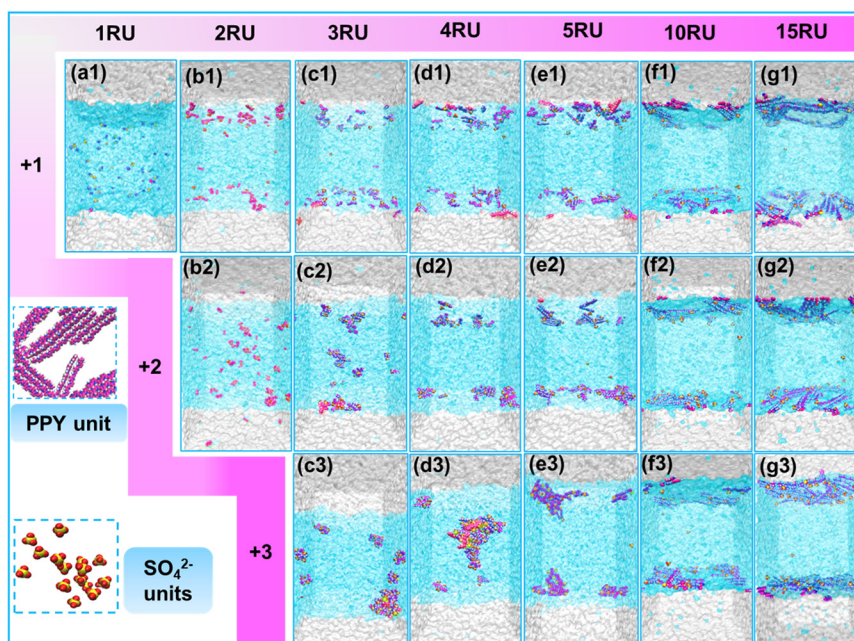 1RU 2RU 3RU 4RU 5RU 10RU 15RU
+1 (a1) (b1) (c1) (d1) (e1) (f1) (g1)
+2 (b2) (c2) (d2) (e2) (f2) (g2)
PPY unit
+3 (c3) (d3) (e3) (f3) (g3)
SO₄²⁻
units